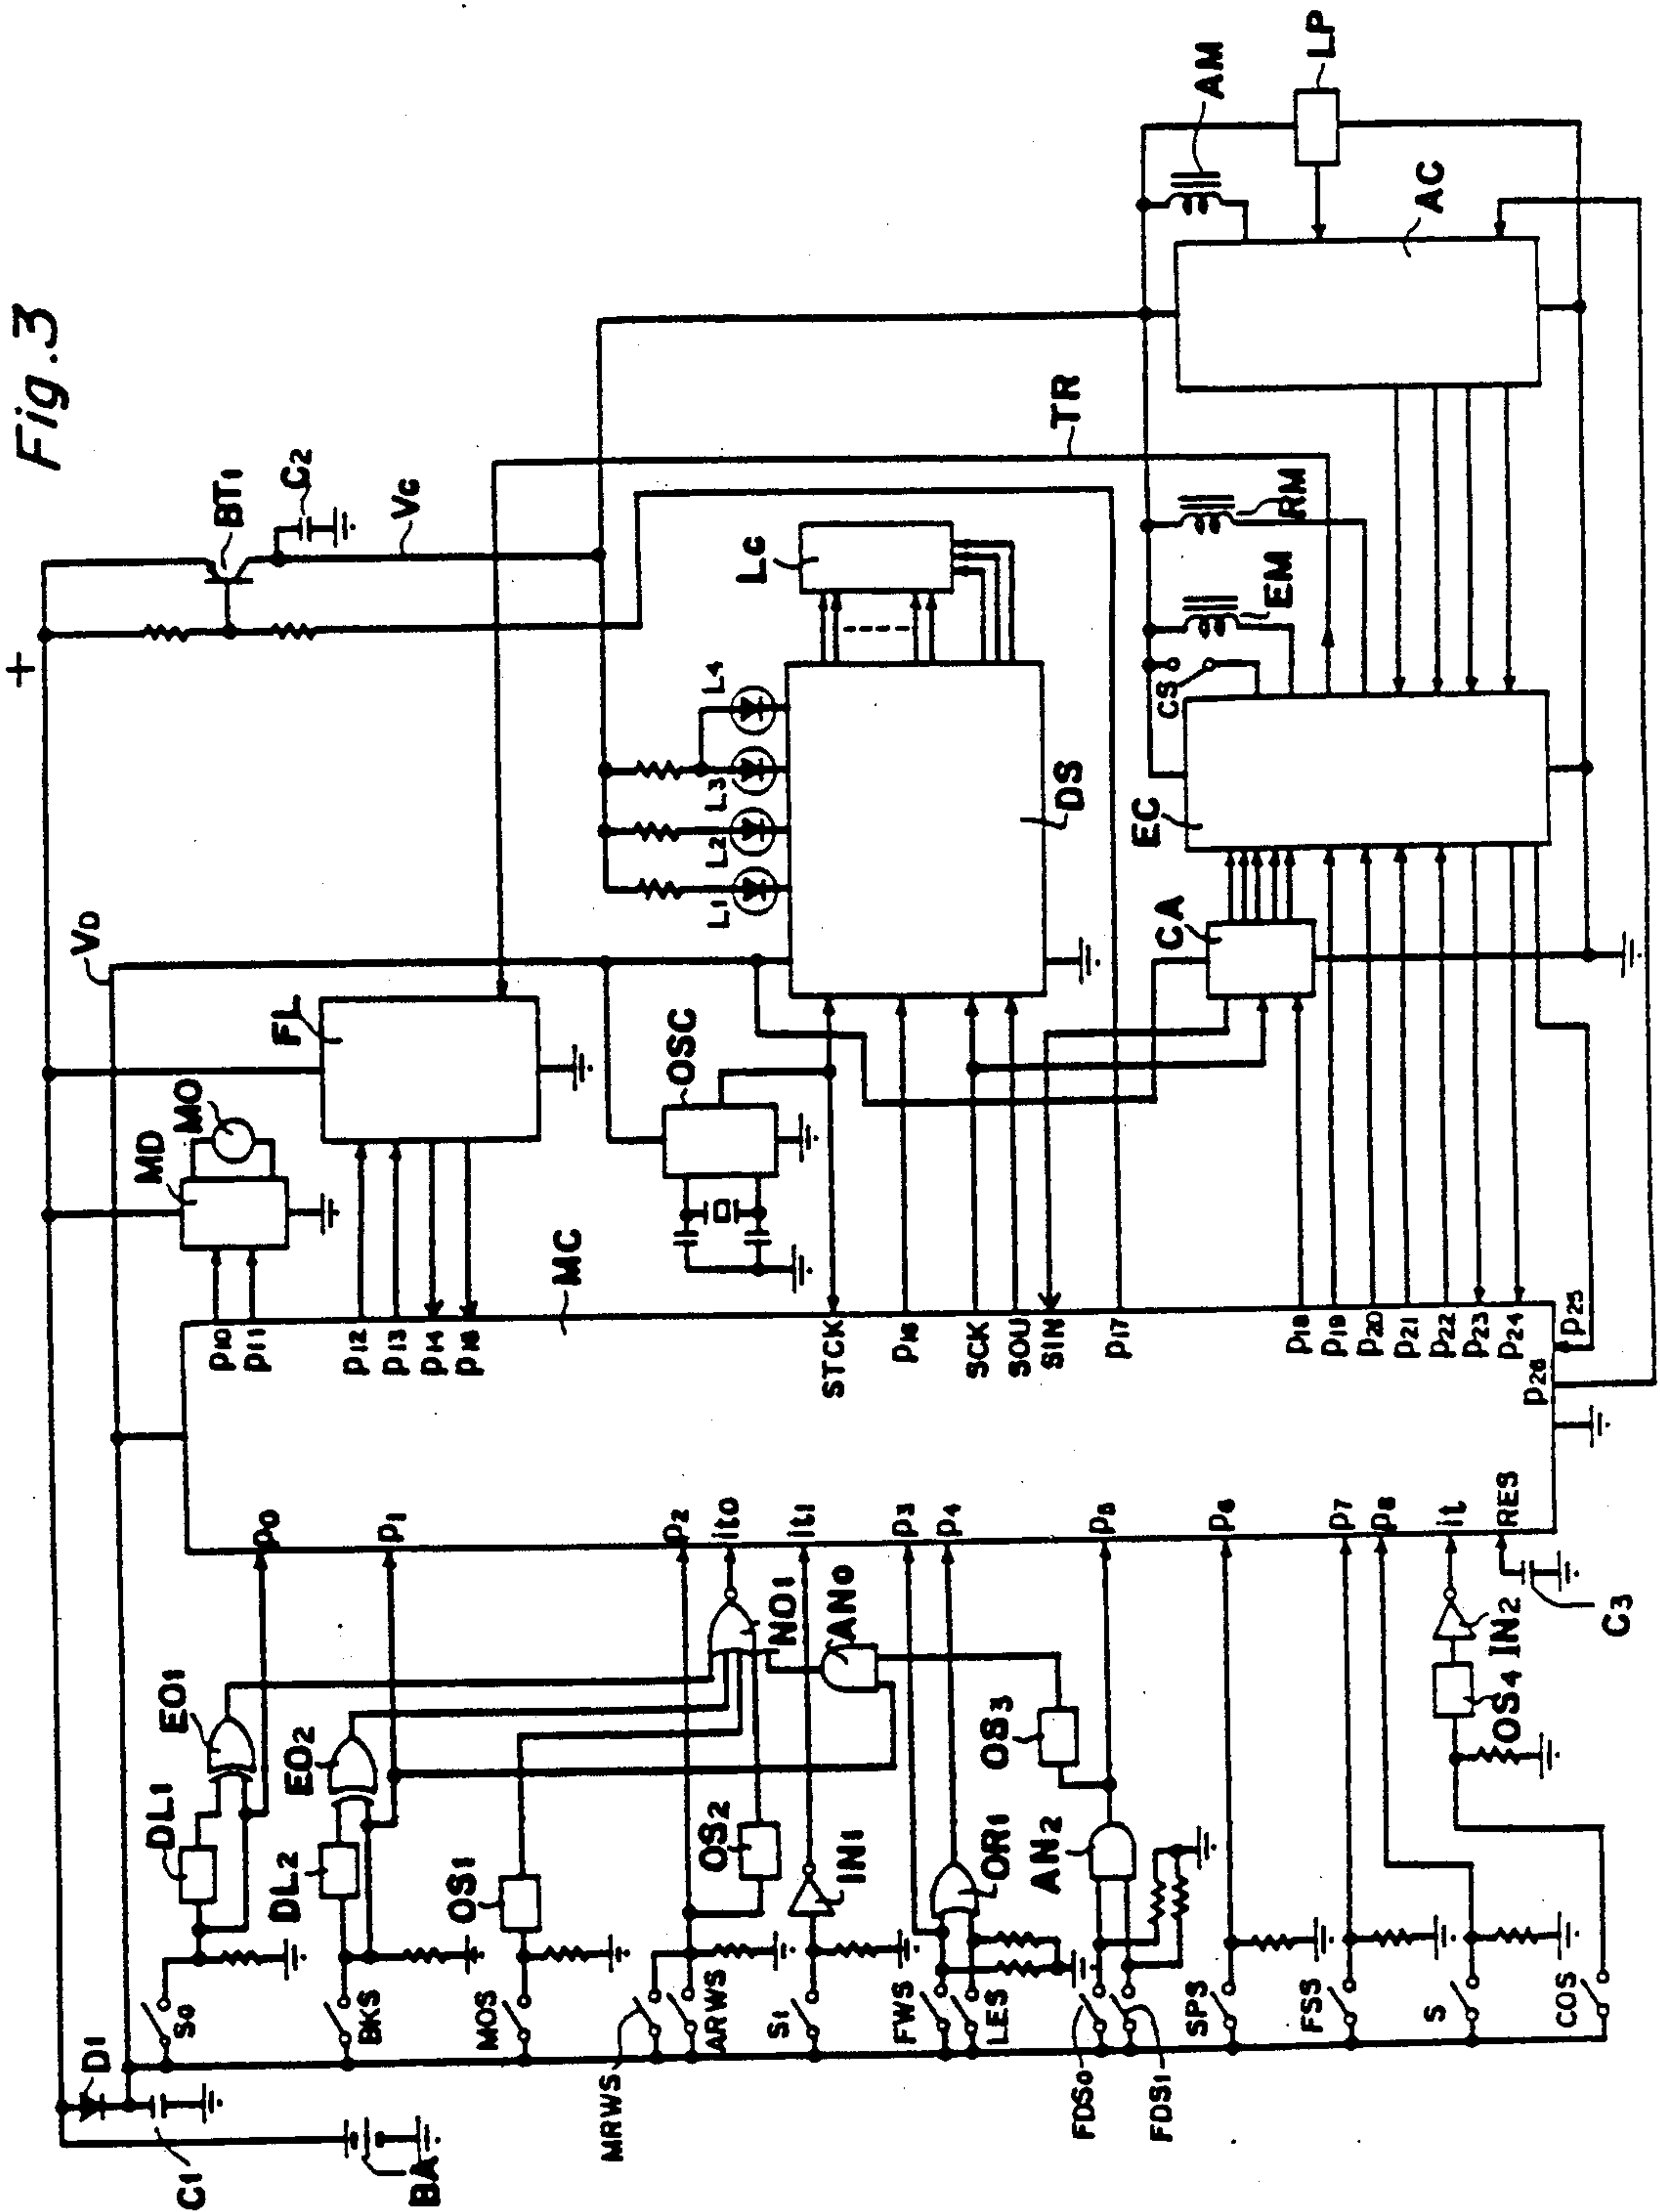 Fig.3
+
BT1
C2
VC
VD
MD
MO
FL
TR
LC
L1
L2
L3
L4
DS
OSC
MC
CA
EC
CS
EM
RM
AM
LP
AC
P10
P11
P12
P13
P14
P15
STCK
P16
SCK
SOU
SIN
P17
P18
P19
P20
P21
P22
P23
P24
P25
P26
P0
P1
P2
it0
it1
P3
P4
P5
P6
P7
P8
it
RES
EO1
DL1
EO2
DL2
OS1
NO1
AN0
OS2
IN1
OR1
OS3
AN2
OS4
IN2
C3
D1
C1
BA
S0
BKS
MOS
MRWS
ARWS
S1
FWS
LES
FDS0
FDS1
SPS
FSS
S
COS